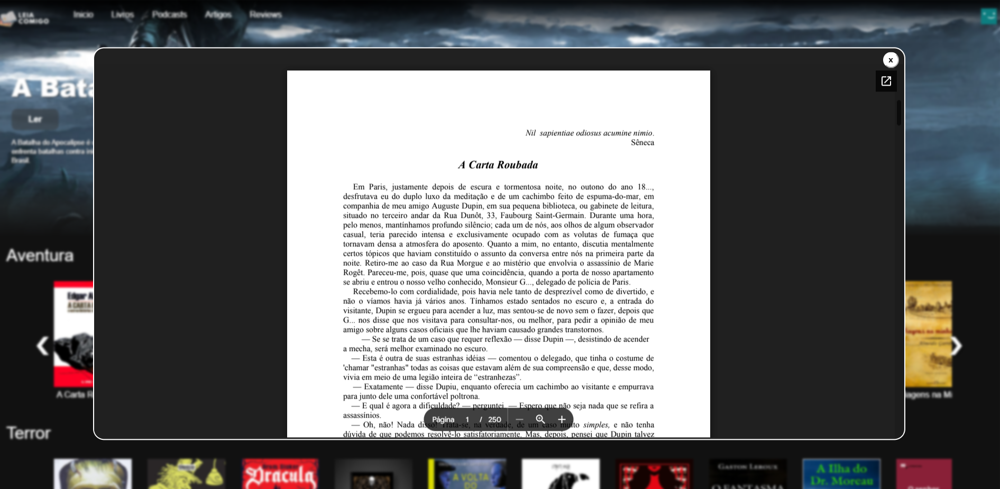 LEIA
COMIGO
Inicio
Livros
Podcasts
Artigos
Reviews
x
A Bata
Ler
A Batalha do Apocalipse é
enfrenta batalhas contra
Brasil.
Nil sapientiae odiosus acumine nimio.
Sêneca
A Carta Roubada
Em Paris, justamente depois de escura e tormentosa noite, no outono do ano 18...,
desfrutava eu do duplo luxo da meditação e de um cachimbo feito de espuma-do-mar, em
companhia de meu amigo Auguste Dupin, em sua pequena biblioteca, ou gabinete de leitura,
situado no terceiro andar da Rua Dunôt, 33, Faubourg Saint-Germain. Durante uma hora,
pelo menos, mantínhamos profundo silêncio; cada um de nós, aos olhos de algum observador
casual, teria parecido intensa e exclusivamente ocupado com as volutas de fumaça que
tornavam densa a atmosfera do aposento. Quanto a mim, no entanto, discutia mentalmente
certos tópicos que haviam constituído o assunto da conversa entre nós na primeira parte da
noite. Retiro-me ao caso da Rua Morgue e ao mistério que envolvia o assassínio de Marie
Rogêt. Pareceu-me, pois, quase que uma coincidência, quando a porta de nosso apartamento
se abriu e entrou o nosso velho conhecido, Monsieur G..., delegado de polícia de Paris.
Recebemo-lo com cordialidade, pois havia nele tanto de desprezível como de divertido, e
não o víamos havia já vários anos. Tínhamos estado sentados no escuro e, a entrada do
visitante, Dupin se ergueu para acender a luz, mas sentou-se de novo sem o fazer, depois que
G... nos disse que nos visitava para consultar-nos, ou melhor, para pedir a opinião de meu
amigo sobre alguns casos oficiais que lhe haviam causado grandes transtornos.
— Se se trata de um caso que requer reflexão — disse Dupin —, desistindo de acender
a mecha, será melhor examinado no escuro.
— Esta é outra de suas estranhas idéias — comentou o delegado, que tinha o costume de
'chamar "estranhas" todas as coisas que estavam além de sua compreensão e que, desse modo,
vivia em meio de uma legião inteira de “estranhezas”.
— Exatamente — disse Dupiu, enquanto oferecia um cachimbo ao visitante e empurrava
para junto dele uma confortável poltrona.
— E qual é agora a dificuldade? — perguntei. — Espero que não seja nada que se refira a
assassínios.
— Oh, não! Nada disso! Trata-se, na verdade, de um caso muito simples, e não tenha
dúvida de que podemos resolvê-lo satisfatoriamente. Mas, depois, pensei que Dupin talvez
Página 1 / 250
Aventura
Edgar A
A CARTA
A Carta R
agens na Mi
Terror
Dracula
A VOLTA
DO
GASTON LEROUX
O FANTASMA
A Ilha do
Dr. Moreau